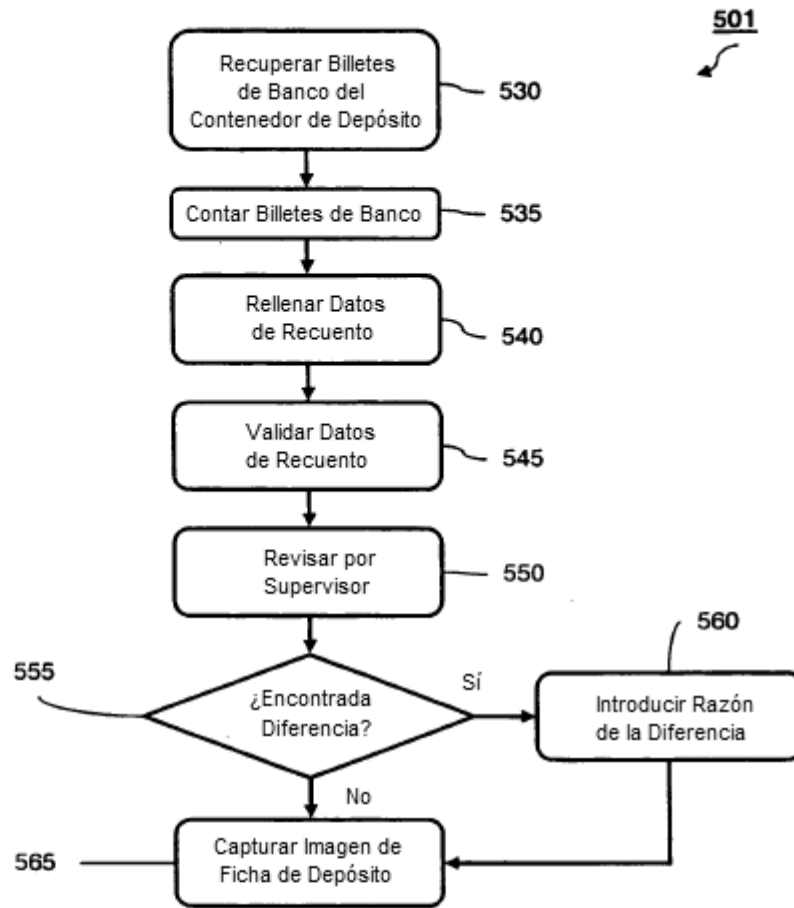 501
Recuperar Billetes
de Banco del
Contenedor de Depósito
530
Contar Billetes de Banco
535
Rellenar Datos
de Recuento
540
Validar Datos
de Recuento
545
Revisar por
Supervisor
550
555
¿Encontrada
Diferencia?
Sí
560
Introducir Razón
de la Diferencia
No
565
Capturar Imagen de
Ficha de Depósito